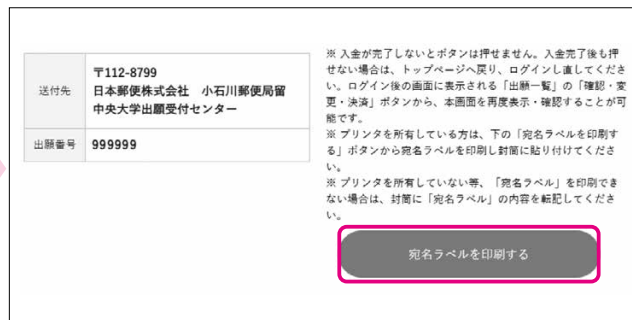 送付先
〒112-8799
日本郵便株式会社　小石川郵便局留
中央大学出願受付センター
出願番号
999999
※ 入金が完了しないとボタンは押せません。入金完了後も押
せない場合は、トップページへ戻り、ログインし直してくださ
い。ログイン後の画面に表示される「出願一覧」の「確認・変
更・決済」ボタンから、本画面を再度表示・確認することが可
能です。
※ プリンタを所有している方は、下の「宛名ラベルを印刷す
る」ボタンから宛名ラベルを印刷し封筒に貼り付けてくださ
い。
※ プリンタを所有していない等、「宛名ラベル」を印刷でき
ない場合は、封筒に「宛名ラベル」の内容を転記してくださ
い。
宛名ラベルを印刷する